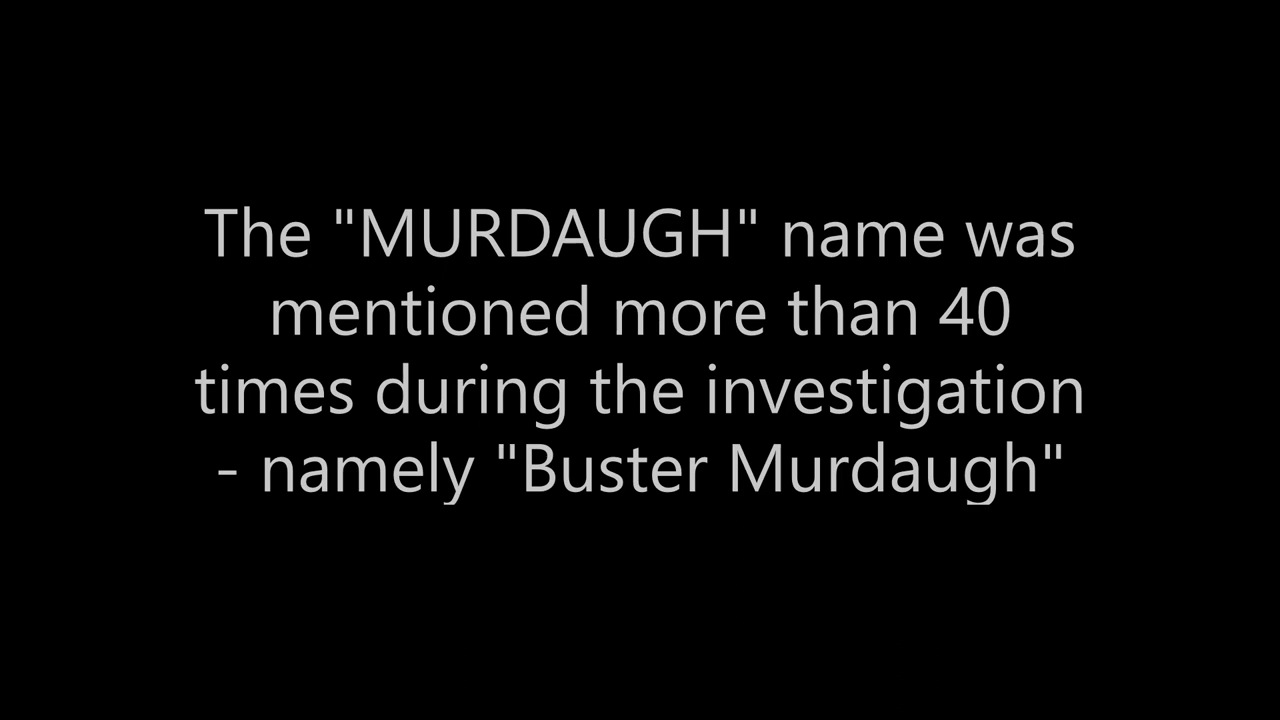 The "MURDAUGH" name was
mentioned more than 40
times during the investigation
- namely "Buster Murdaugh"